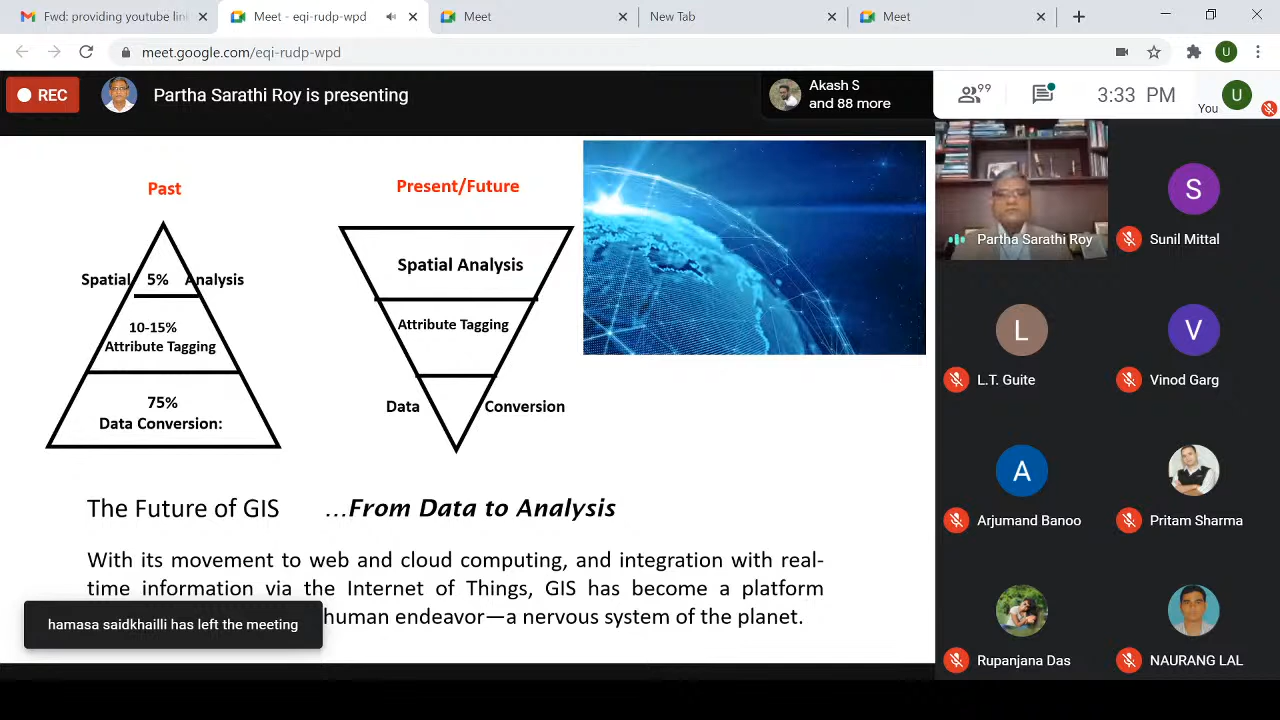 Fwd: providing youtube lin
Meet - eqi-rudp-wpd
Meet
New Tab
Meet
meet.google.com/eqi-rudp-wpd
U
REC
Partha Sarathi Roy is presenting
Akash S
and 88 more
99
3:33 PM
You
U
Past
Present/Future
Spatial 5% Analysis
10-15%
Attribute Tagging
75%
Data Conversion:
Spatial Analysis
Attribute Tagging
Data Conversion
The Future of GIS ...From Data to Analysis
With its movement to web and cloud computing, and integration with real-
time information via the Internet of Things, GIS has become a platform
human endeavor—a nervous system of the planet.
hamasa saidkhailli has left the meeting
Partha Sarathi Roy
S
Sunil Mittal
L
L.T. Guite
V
Vinod Garg
A
Arjumand Banoo
Pritam Sharma
Rupanjana Das
NAURANG LAL